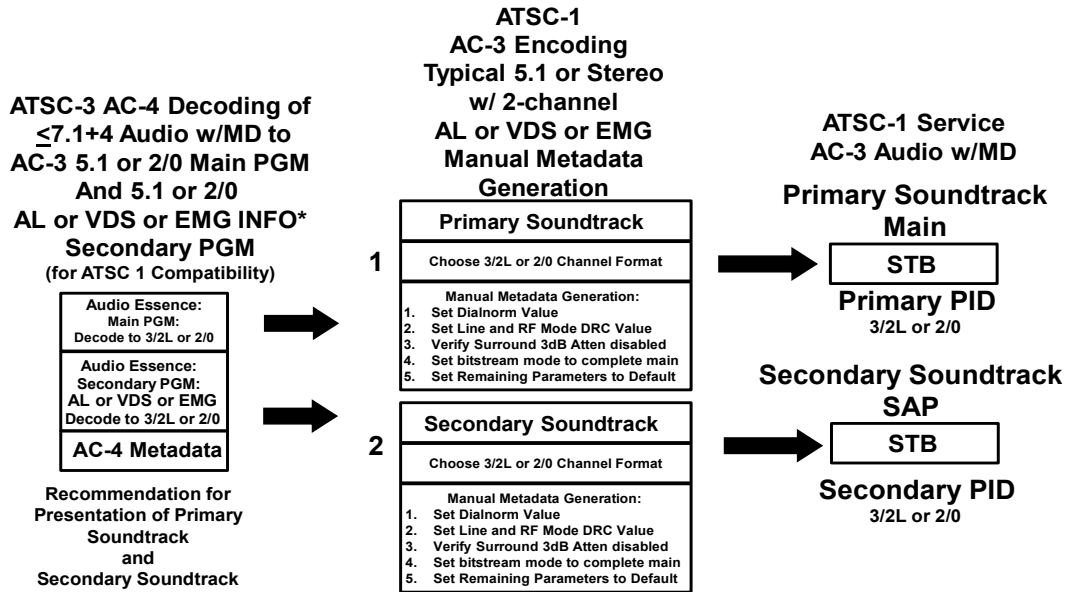 ATSC-3 AC-4 Decoding of
≤7.1+4 Audio w/MD to
AC-3 5.1 or 2/0 Main PGM
And 5.1 or 2/0
AL or VDS or EMG INFO*
Secondary PGM
(for ATSC 1 Compatibility)
Audio Essence:
Main PGM:
Decode to 3/2L or 2/0
Audio Essence:
Secondary PGM:
AL or VDS or EMG
Decode to 3/2L or 2/0
AC-4 Metadata
Recommendation for
Presentation of Primary
Soundtrack
and
Secondary Soundtrack
ATSC-1
AC-3 Encoding
Typical 5.1 or Stereo
w/ 2-channel
AL or VDS or EMG
Manual Metadata
Generation
1
Primary Soundtrack
Choose 3/2L or 2/0 Channel Format
Manual Metadata Generation:
1. Set Dialnorm Value
2. Set Line and RF Mode DRC Value
3. Verify Surround 3dB Atten disabled
4. Set bitstream mode to complete main
5. Set Remaining Parameters to Default
2
Secondary Soundtrack
Choose 3/2L or 2/0 Channel Format
Manual Metadata Generation:
1. Set Dialnorm Value
2. Set Line and RF Mode DRC Value
3. Verify Surround 3dB Atten disabled
4. Set bitstream mode to complete main
5. Set Remaining Parameters to Default
ATSC-1 Service
AC-3 Audio w/MD
Primary Soundtrack
Main
STB
Primary PID
3/2L or 2/0
Secondary Soundtrack
SAP
STB
Secondary PID
3/2L or 2/0